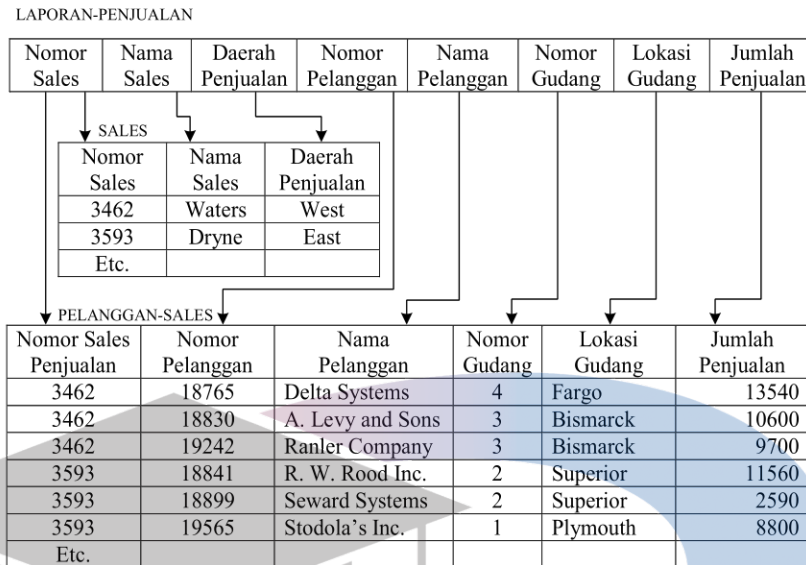 LAPORAN-PENJUALAN
Nomor Sales Nama Sales Daerah Penjualan Nomor Pelanggan Nama Pelanggan Nomor Gudang Lokasi Gudang Jumlah Penjualan
SALES
Nomor Sales Nama Sales Daerah Penjualan
3462 Waters West
3593 Dryne East
Etc.
PELANGGAN-SALES
Nomor Sales Penjualan Nomor Pelanggan Nama Pelanggan Nomor Gudang Lokasi Gudang Jumlah Penjualan
3462 18765 Delta Systems 4 Fargo 13540
3462 18830 A. Levy and Sons 3 Bismarck 10600
3462 19242 Ranler Company 3 Bismarck 9700
3593 18841 R. W. Rood Inc. 2 Superior 11560
3593 18899 Seward Systems 2 Superior 2590
3593 19565 Stodola's Inc. 1 Plymouth 8800
Etc.